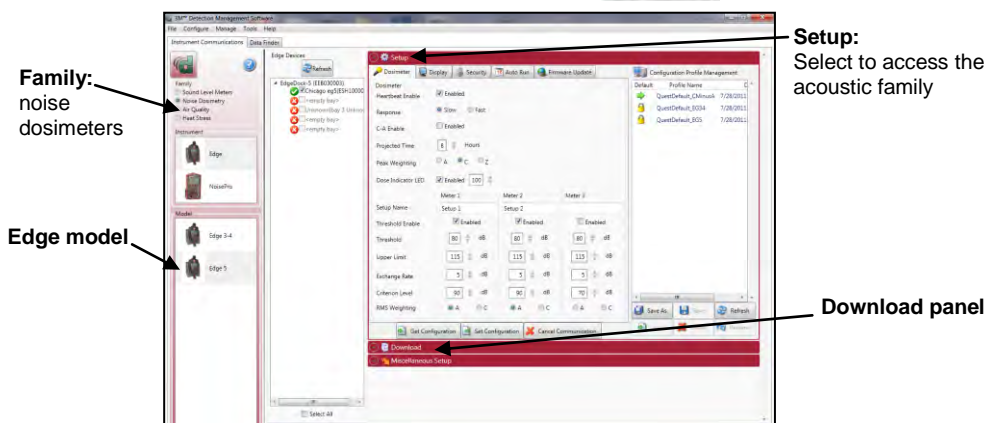 3M™ Detection Management Software
File Configure Manage Tools Help
Instrument Communications Data Finder
Family:
noise
dosimeters
Edge model
Setup:
Select to access the
acoustic family
Download panel
Family
Sound Level Meters
Noise Dosimetry
Air Quality
Heat Stress
Instrument
Edge
NoisePro
Model
Edge 3-4
Edge 5
Edge Devices
Refresh
EdgeDock-5 (EEB030003)
<empty bay>
<empty bay>
<empty bay>
Select All
Setup
Dosimeter Display Security Auto Run Firmware Update
Dosimeter
Heartbeat Enable Enabled
Response Slow Fast
C-A Enable Enabled
Projected Time 8 Hours
Peak Weighting A C Z
Dose Indicator LED Enabled 100
Meter 1 Meter 2 Meter 3
Setup Name Setup 1 Setup 2
Threshold Enable Enabled Enabled Enabled
Threshold 80 dB 80 dB 80 dB
Upper Limit 115 dB 115 dB 115 dB
Exchange Rate 5 dB 5 dB 5 dB
Criterion Level 90 dB 90 dB 70 dB
RMS Weighting A C A C A C
Get Configuration Set Configuration Cancel Communication
Configuration Profile Management
Default Profile Name
QuestDefault_CMinusA 7/28/2011
QuestDefault_EG34 7/28/2011
QuestDefault_EG5 7/28/2011
Save As Refresh
Download
Miscellaneous Setup